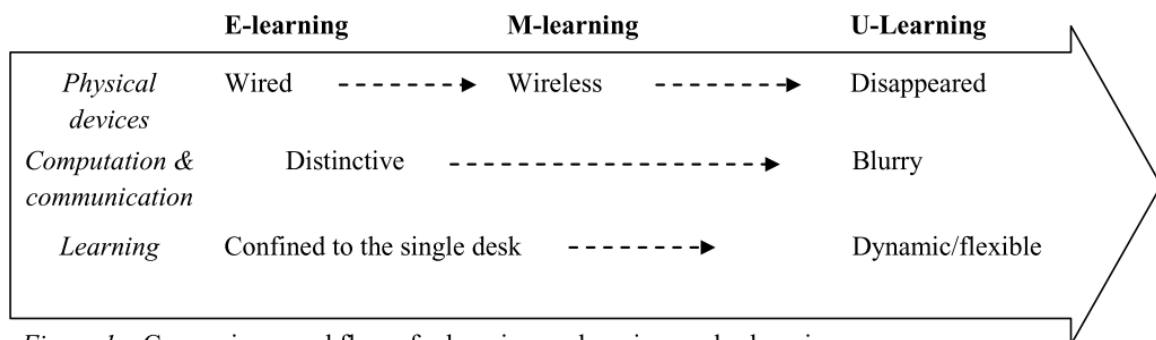 E-learning M-learning U-Learning
Physical Wired Wireless Disappeared
devices
Computation & Distinctive Blurry
communication
Learning Confined to the single desk Dynamic/flexible